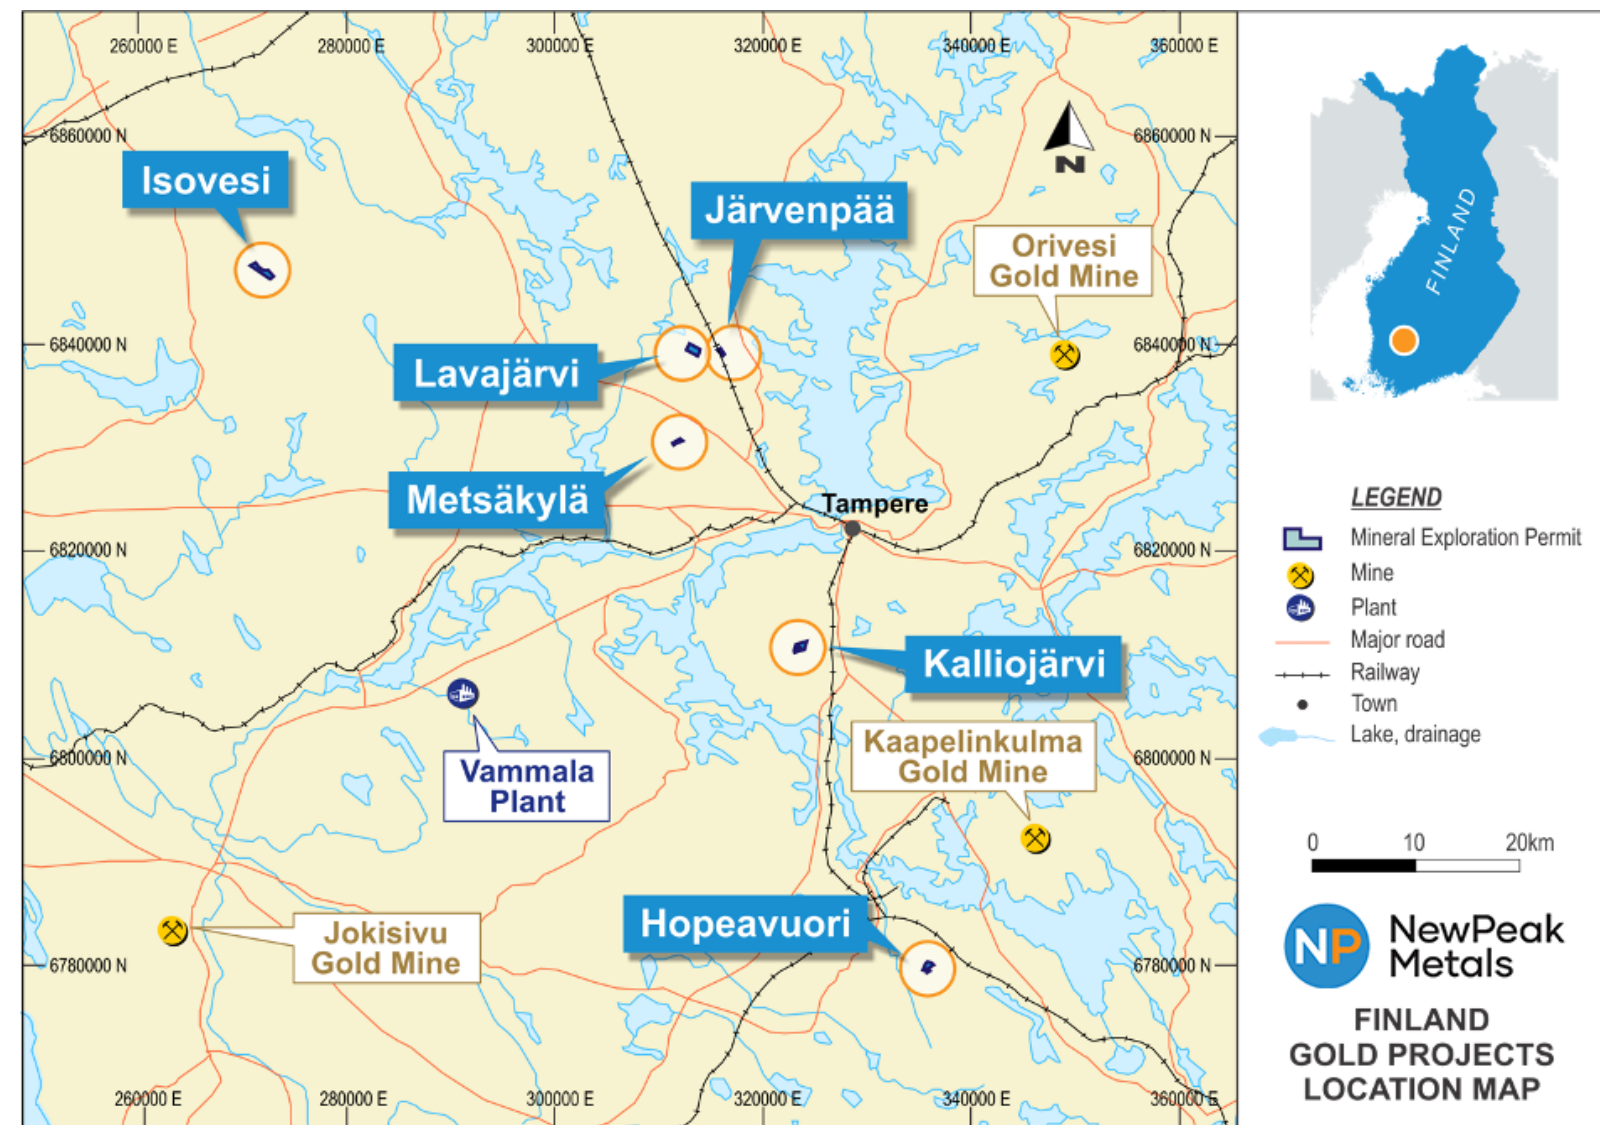 260000 E
280000 E
300000 E
320000 E
340000 E
360000 E
6860000 N
6860000 N
N
Isovesi
Järvenpää
Orivesi
Gold Mine
FINLAND
6840000 N
6840000 N
Lavajärvi
Metsäkylä
Tampere
6820000 N
6820000 N
Kalliojärvi
Kaapelinkulma
Gold Mine
6800000 N
6800000 N
Vammala
Plant
Hopeavuori
Jokisivu
Gold Mine
6780000 N
6780000 N
260000 E
280000 E
300000 E
320000 E
340000 E
360000 E
LEGEND
Mineral Exploration Permit
Mine
Plant
Major road
Railway
Town
Lake, drainage
0 10 20km
NP NewPeak
Metals
FINLAND
GOLD PROJECTS
LOCATION MAP